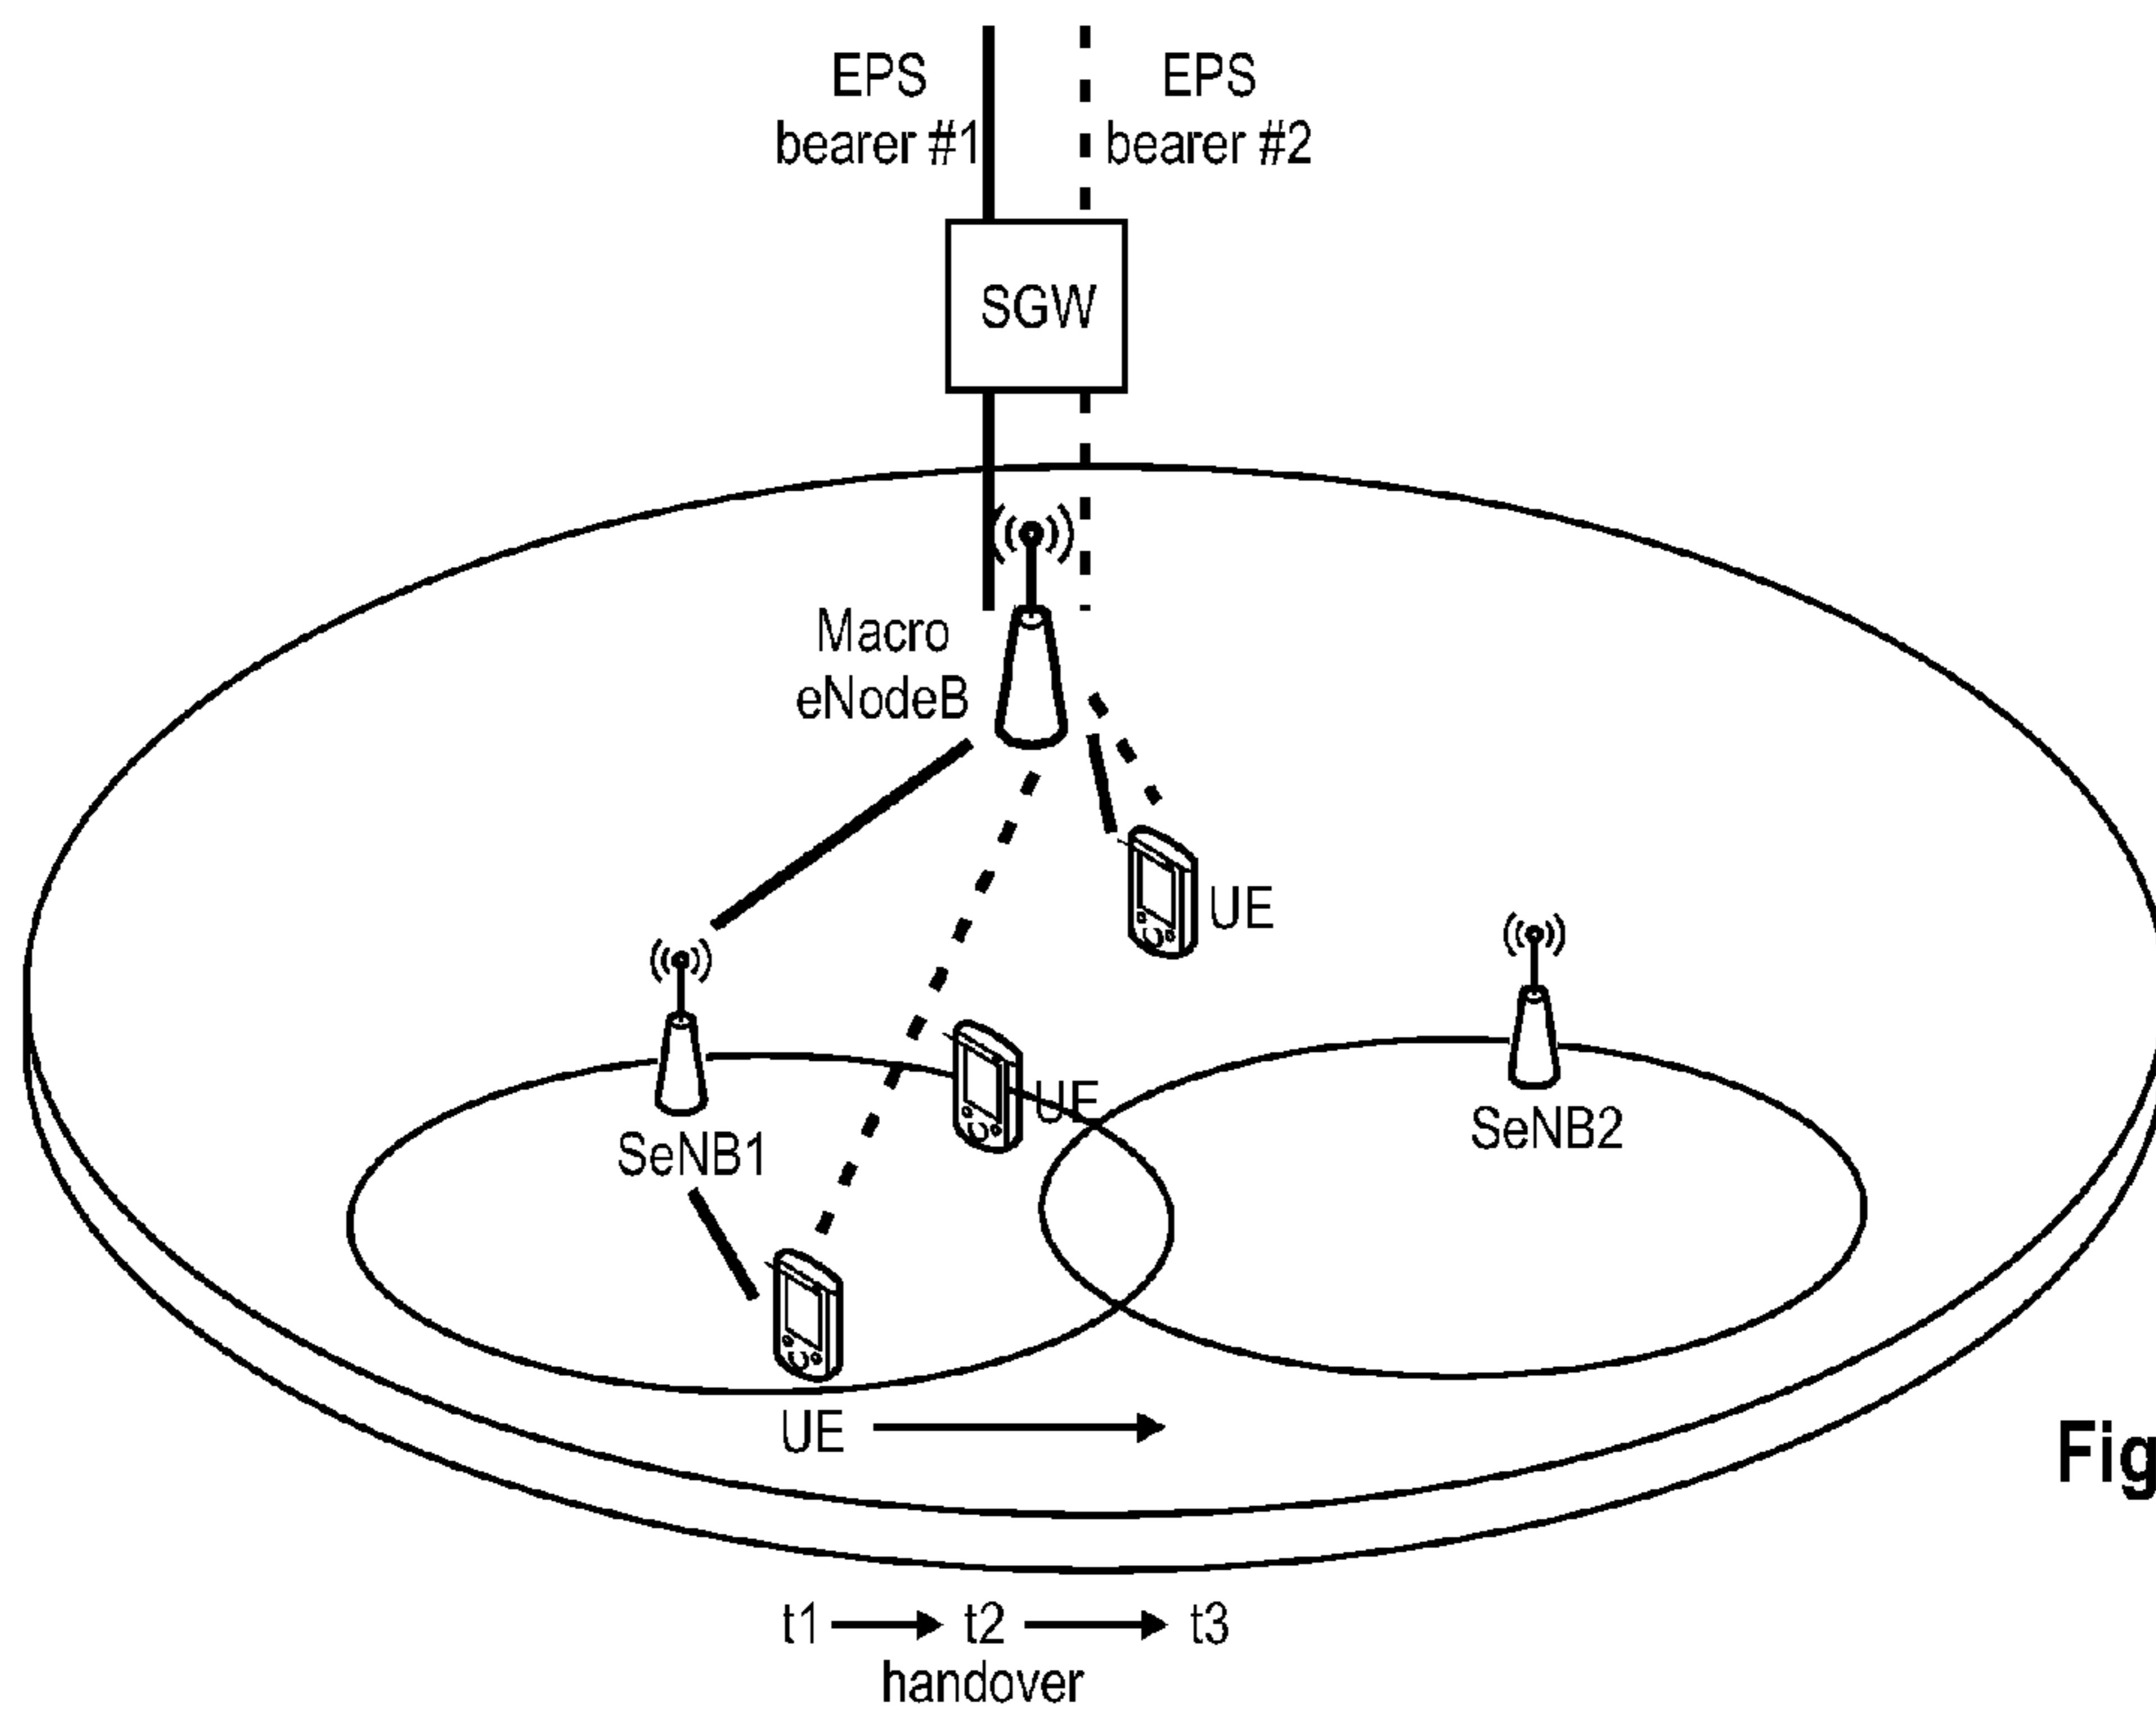 EPS
bearer #1
EPS
bearer #2
SGW
Macro
eNodeB
UE
UE
SeNB1
SeNB2
UE
Fig
t1 t2 t3
handover